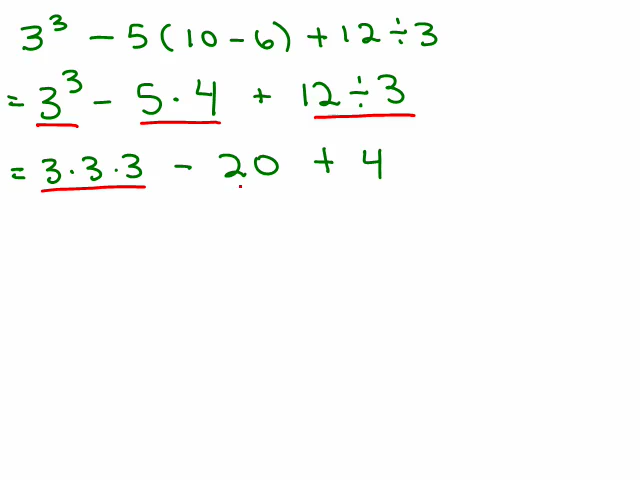 3³ − 5 ( 10 − 6 ) + 12 ÷ 3
= 3³ − 5 · 4 + 12 ÷ 3
= 3 · 3 · 3 − 20 + 4